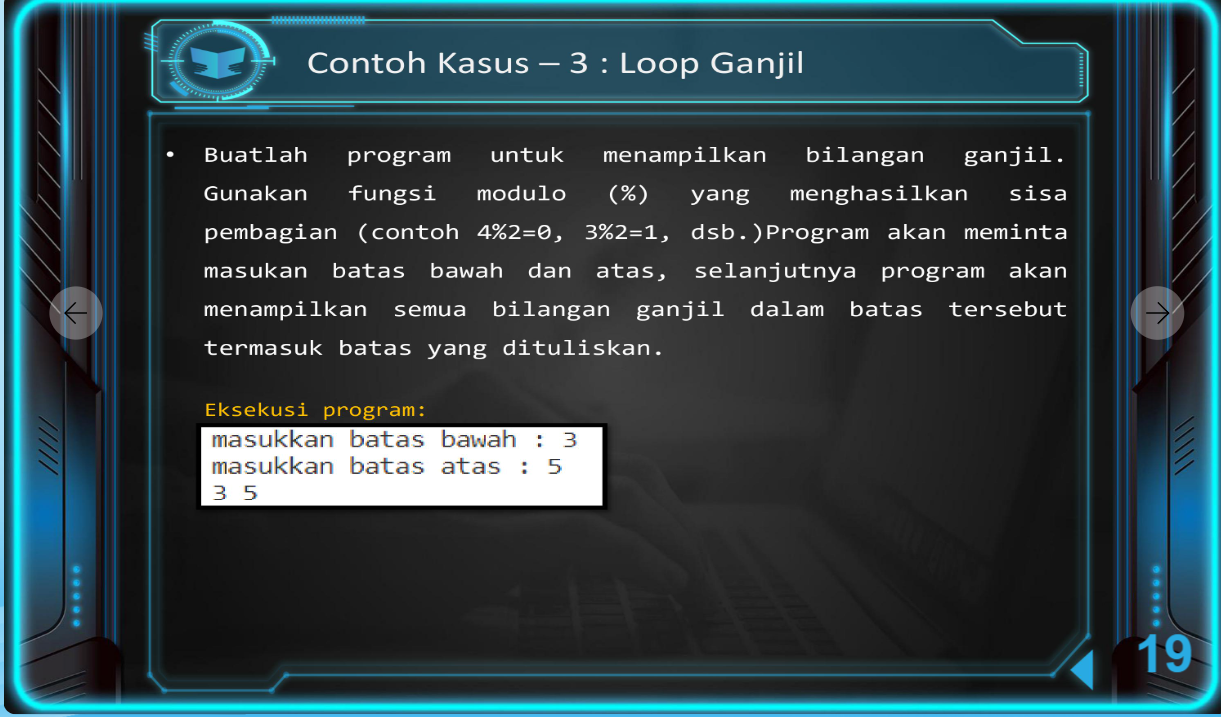 Contoh Kasus – 3 : Loop Ganjil
• Buatlah program untuk menampilkan bilangan ganjil.
Gunakan fungsi modulo (%) yang menghasilkan sisa
pembagian (contoh 4%2=0, 3%2=1, dsb.)Program akan meminta
masukan batas bawah dan atas, selanjutnya program akan
menampilkan semua bilangan ganjil dalam batas tersebut
termasuk batas yang dituliskan.
Eksekusi program:
masukkan batas bawah : 3
masukkan batas atas : 5
3 5
19